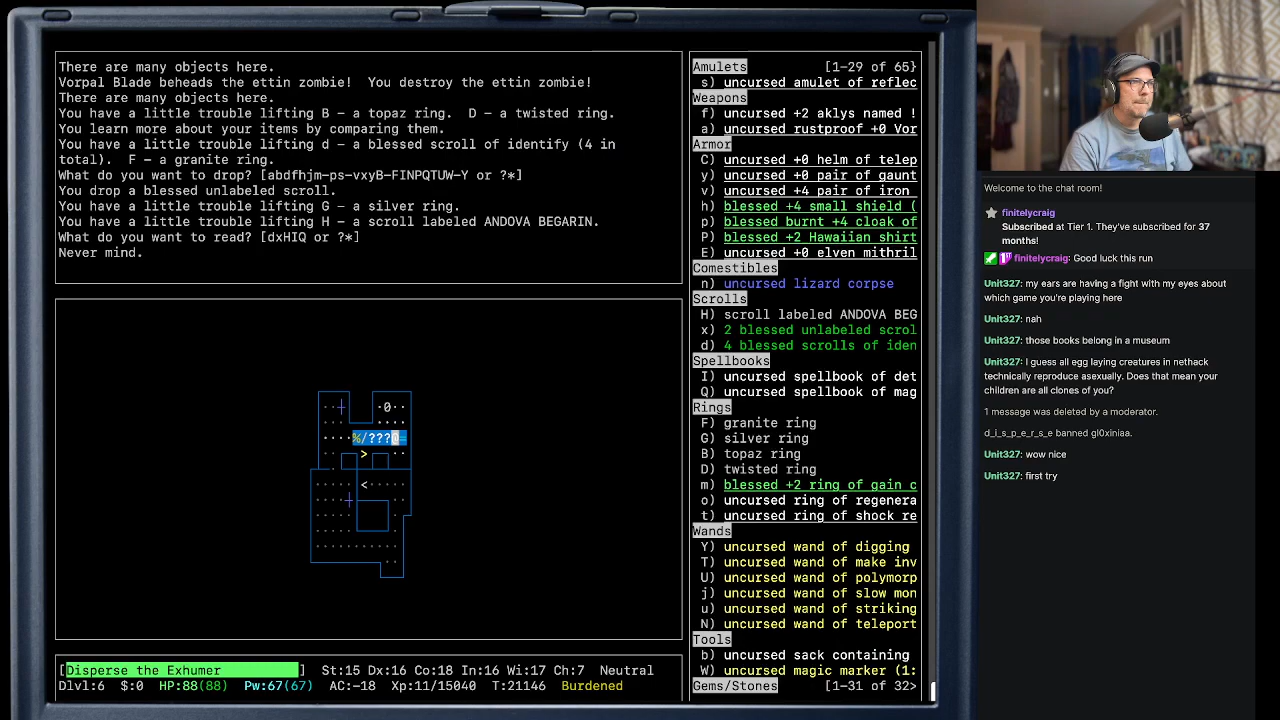 There are many objects here.
Vorpal Blade beheads the ettin zombie!  You destroy the ettin zombie!
There are many objects here.
You have a little trouble lifting B - a topaz ring.  D - a twisted ring.
You learn more about your items by comparing them.
You have a little trouble lifting d - a blessed scroll of identify (4 in
total).  F - a granite ring.
What do you want to drop? [abdfhjm-ps-vxyB-FINPQTUW-Y or ?*]
You drop a blessed unlabeled scroll.
You have a little trouble lifting G - a silver ring.
You have a little trouble lifting H - a scroll labeled ANDOVA BEGARIN.
What do you want to read? [dxHIQ or ?*]
Never mind.
[Disperse the Exhumer] St:15 Dx:16 Co:18 In:16 Wi:17 Ch:7 Neutral
Dlvl:6 $:0 HP:88(88) Pw:67(67) AC:-18 Xp:11/15040 T:21146 Burdened
Amulets [1-29 of 65}
s) uncursed amulet of reflec
Weapons
f) uncursed +2 aklys named !
a) uncursed rustproof +0 Vor
Armor
C) uncursed +0 helm of telep
y) uncursed +0 pair of gaunt
v) uncursed +4 pair of iron
h) blessed +4 small shield (
p) blessed burnt +4 cloak of
P) blessed +2 Hawaiian shirt
E) uncursed +0 elven mithril
Comestibles
n) uncursed lizard corpse
Scrolls
H) scroll labeled ANDOVA BEG
x) 2 blessed unlabeled scrol
d) 4 blessed scrolls of iden
Spellbooks
I) uncursed spellbook of det
Q) uncursed spellbook of mag
Rings
F) granite ring
G) silver ring
B) topaz ring
D) twisted ring
m) blessed +2 ring of gain c
o) uncursed ring of regenera
t) uncursed ring of shock re
Wands
Y) uncursed wand of digging
T) uncursed wand of make inv
U) uncursed wand of polymorp
j) uncursed wand of slow mon
u) uncursed wand of striking
N) uncursed wand of teleport
Tools
b) uncursed sack containing
W) uncursed magic marker (1:
Gems/Stones [1-31 of 32>
Welcome to the chat room!
finitelycraig
Subscribed at Tier 1. They've subscribed for 37
months!
finitelycraig: Good luck this run
Unit327: my ears are having a fight with my eyes about
which game you're playing here
Unit327: nah
Unit327: those books belong in a museum
Unit327: I guess all egg laying creatures in nethack
technically reproduce asexually. Does that mean your
children are all clones of you?
1 message was deleted by a moderator.
d_i_s_p_e_r_s_e banned gl0xiniaa.
Unit327: wow nice
Unit327: first try